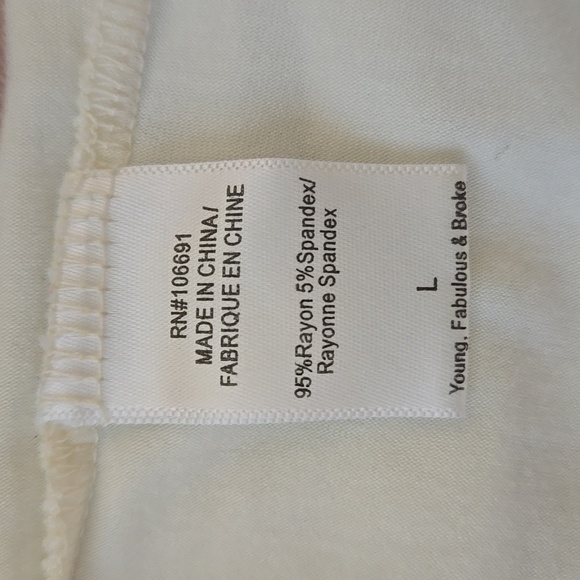 RN#106691
MADE IN CHINA/
FABRIQUE EN CHINE
95%Rayon 5%Spandex/
Rayonne Spandex
L
Young, Fabulous & Broke